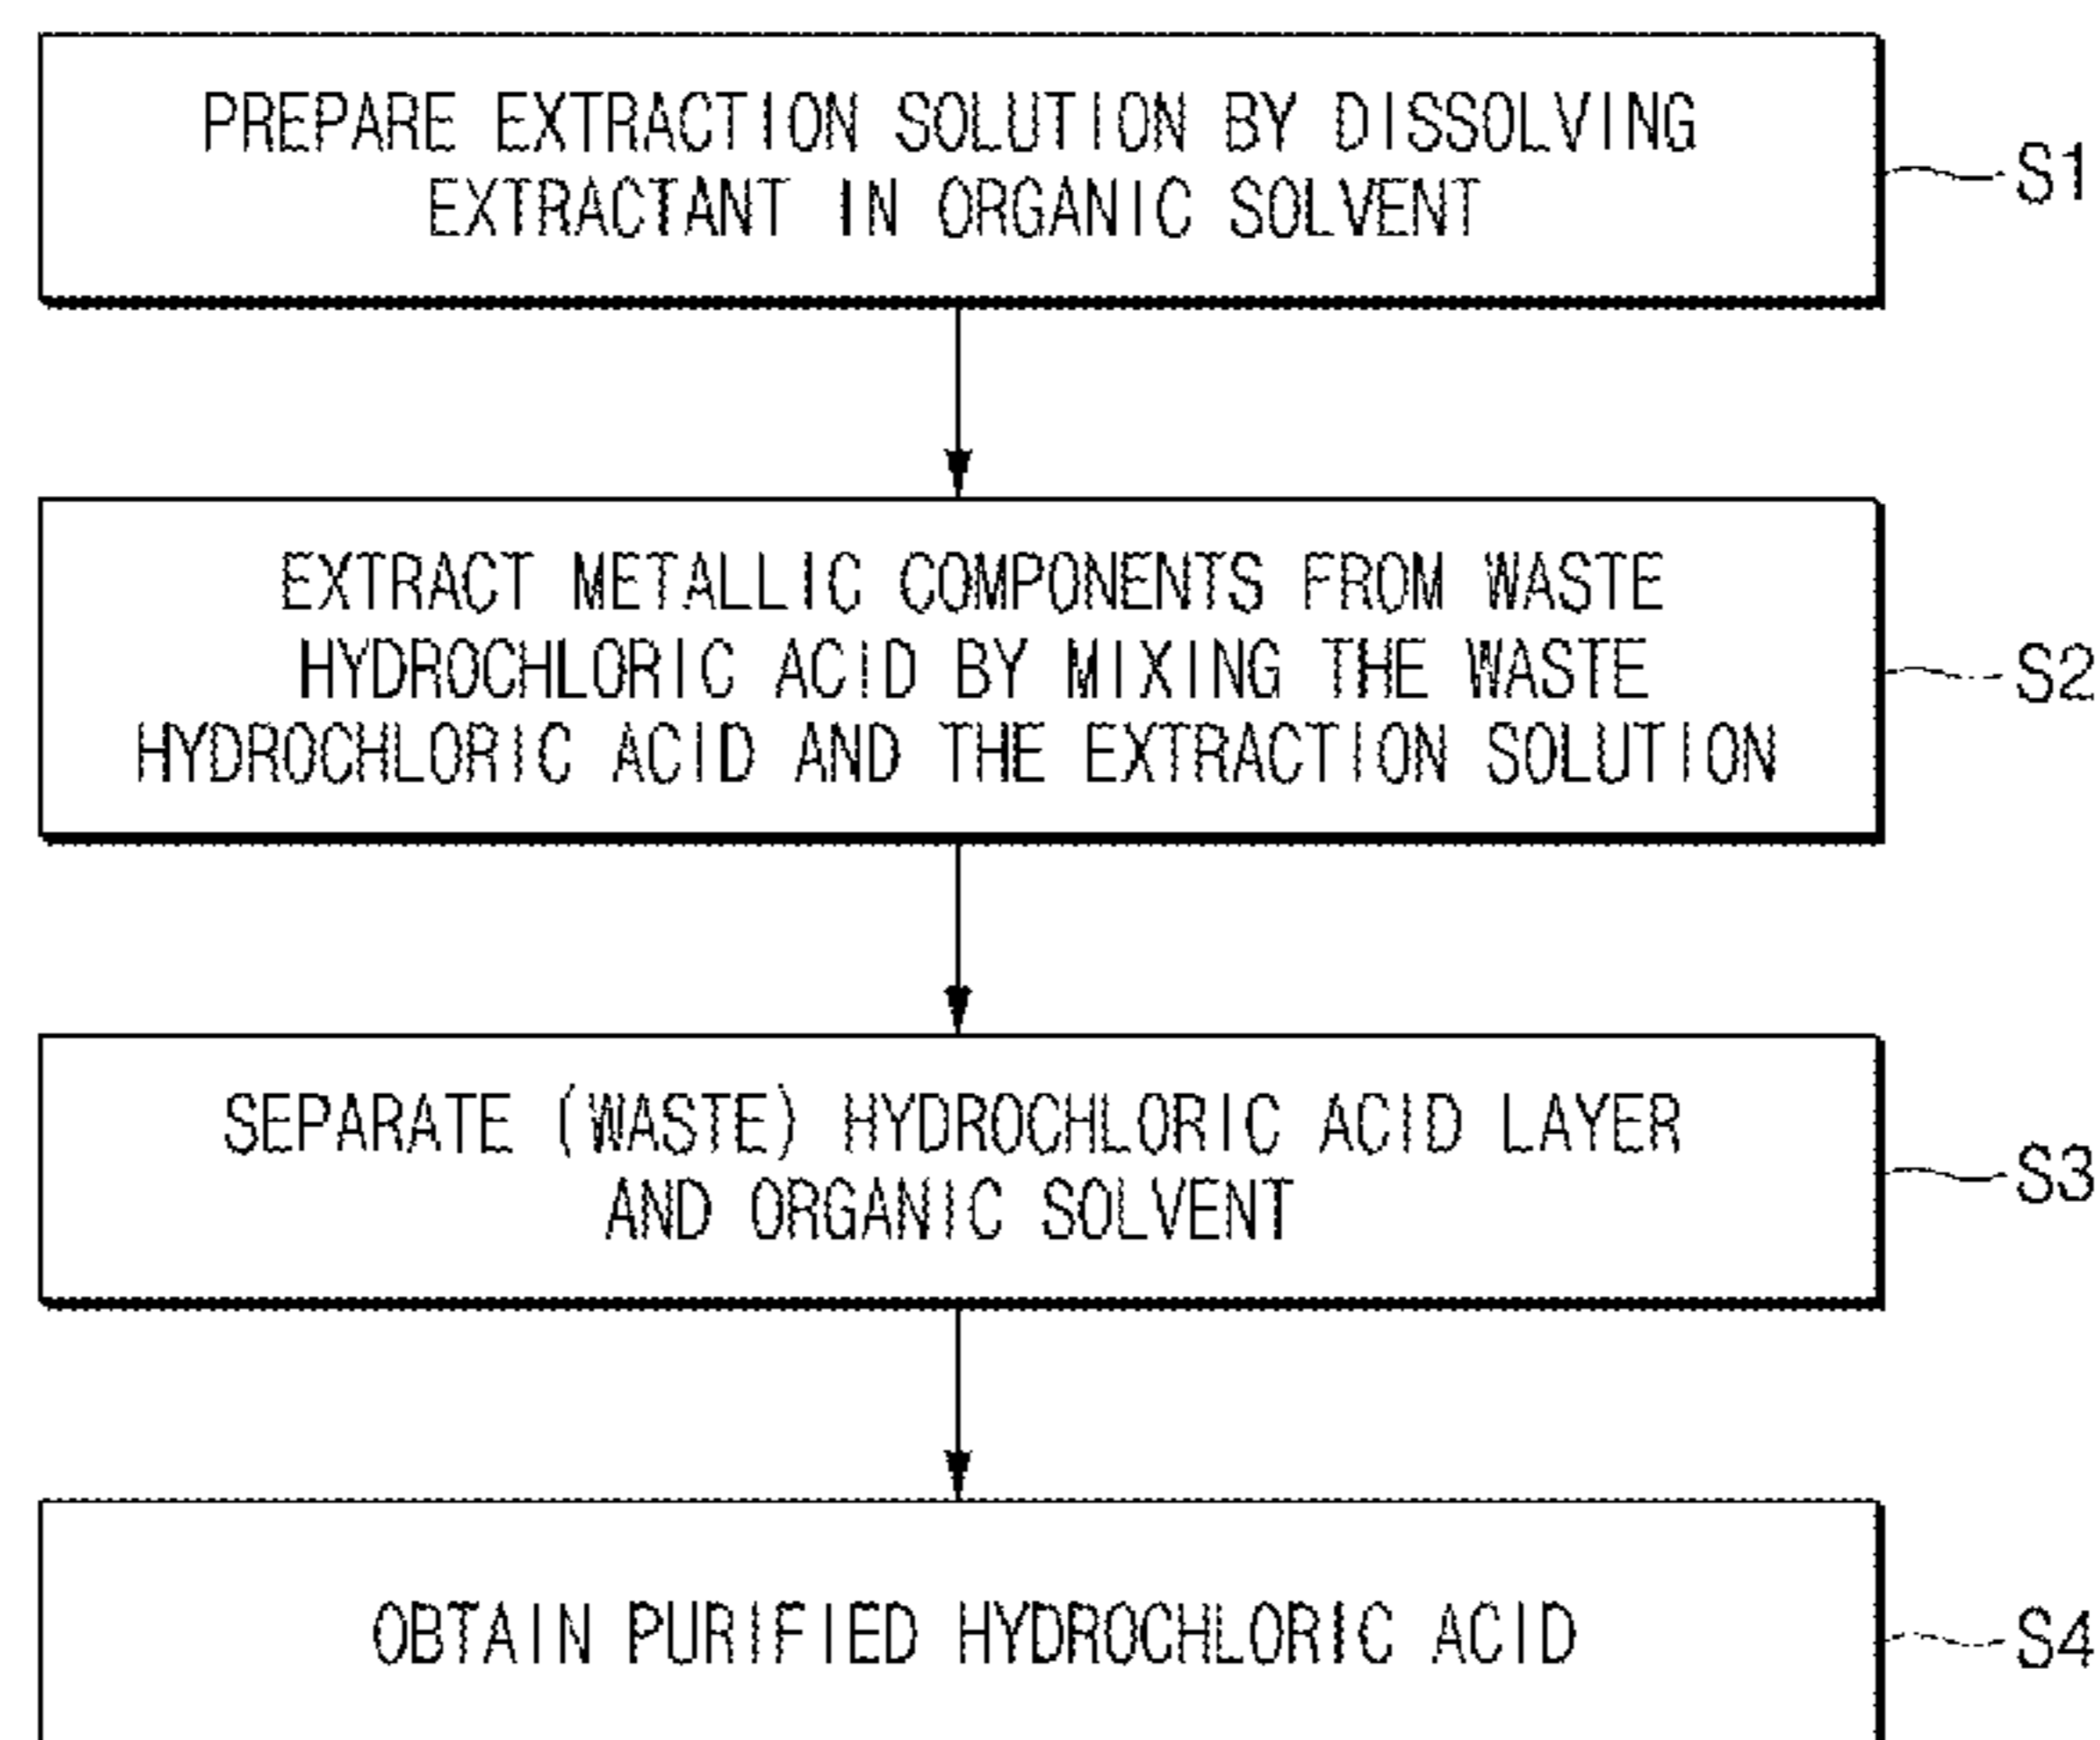 PREPARE EXTRACTION SOLUTION BY DISSOLVING
EXTRACTANT IN ORGANIC SOLVENT
S1
EXTRACT METALLIC COMPONENTS FROM WASTE
HYDROCHLORIC ACID BY MIXING THE WASTE
HYDROCHLORIC ACID AND THE EXTRACTION SOLUTION
S2
SEPARATE (WASTE) HYDROCHLORIC ACID LAYER
AND ORGANIC SOLVENT
S3
OBTAIN PURIFIED HYDROCHLORIC ACID
S4